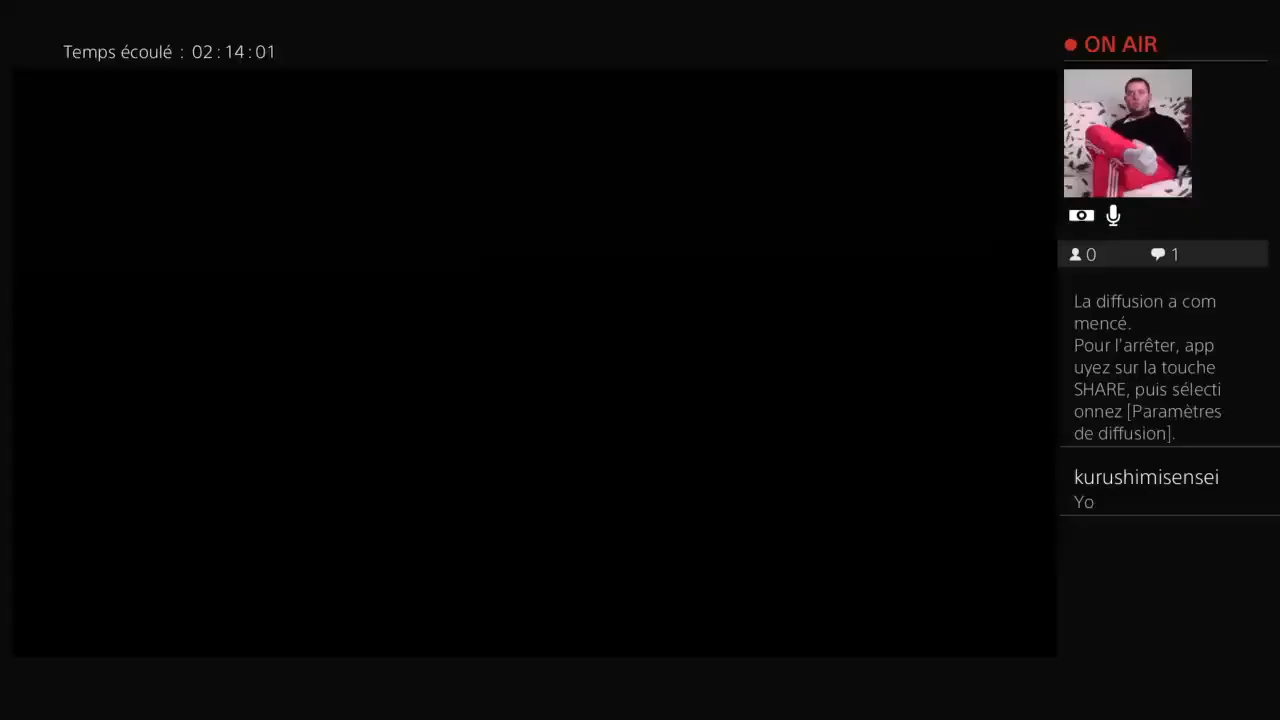 Temps écoulé : 02:14:01
ON AIR
0 1
La diffusion a com
mencé.
Pour l'arrêter, app
uyez sur la touche
SHARE, puis sélecti
onnez [Paramètres
de diffusion].
kurushimisensei
Yo